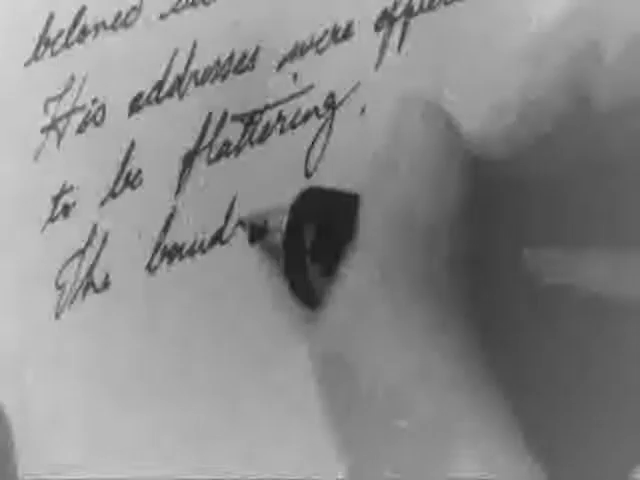 beloved
His addresses were
to be flattering.
The